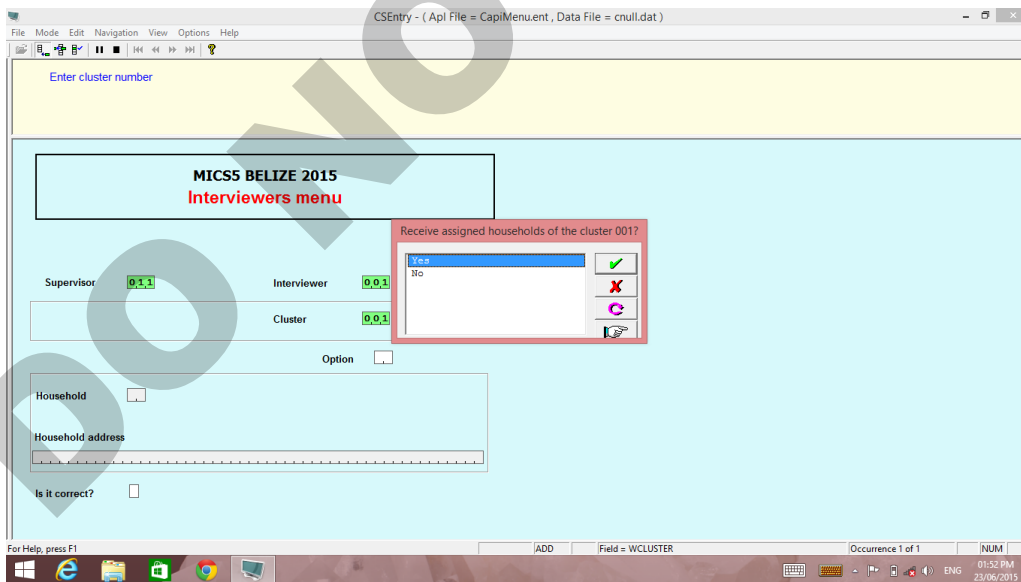 CSEntry - ( Apl File = CapiMenu.ent , Data File = cnull.dat )
File Mode Edit Navigation View Options Help
Enter cluster number
MICS5 BELIZE 2015
Interviewers menu
Receive assigned households of the cluster 001?
Yes
No
Supervisor 0,1,1 Interviewer 0,0,1
Cluster 0,0,1
Option
Household
Household address
Is it correct?
For Help, press F1 ADD Field = WCLUSTER Occurrence 1 of 1 NUM
ENG 01:52 PM
23/06/2015
DO NO